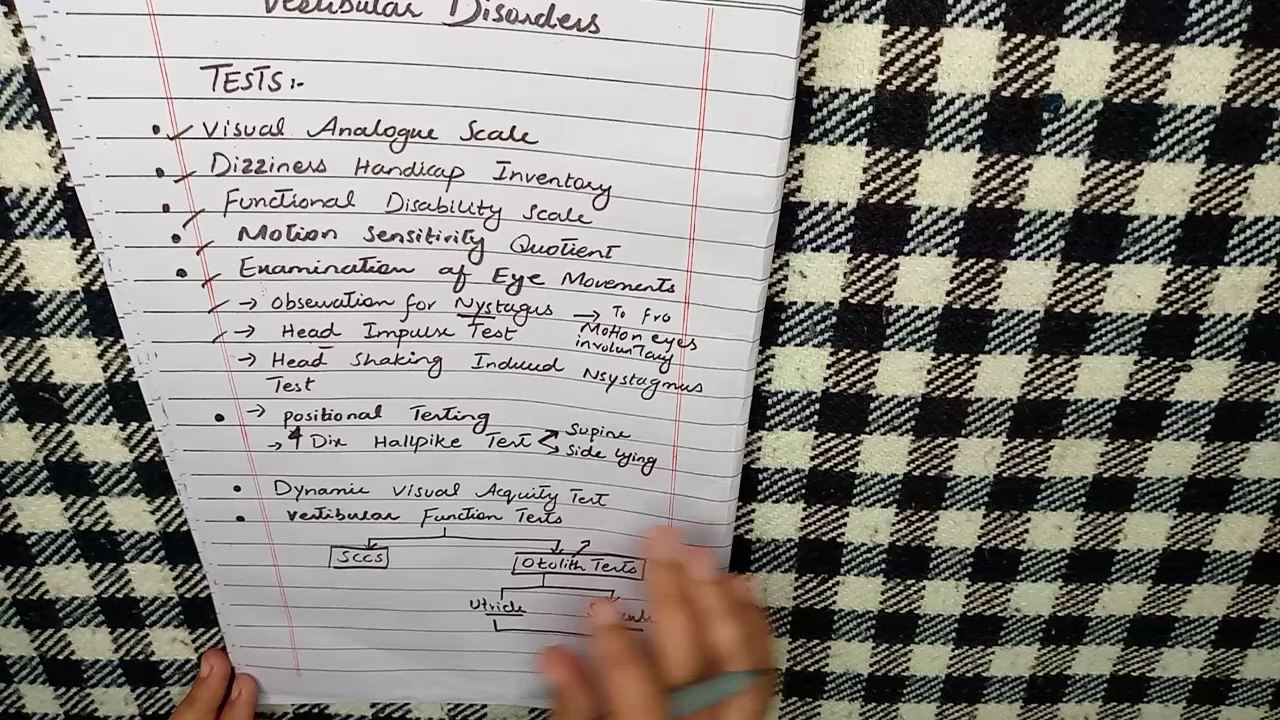 Vestibular Disorders
TESTS:-
• Visual Analogue Scale
• Dizziness Handicap Inventory
• Functional Disability Scale
• Motion Sensitivity Quotient
• Examination of Eye Movements
→ Observation for Nystagus → To fro
Motion eyes
involuntary
→ Head Impulse Test
→ Head Shaking Induced Nsystagmus
Test
• → positional Testing
→ Dix Hallpike Test
Supine
Side lying
• Dynamic Visual Acquity Test
• Vestibular Function Tests
SCCS
Otolith Tests
Utricle